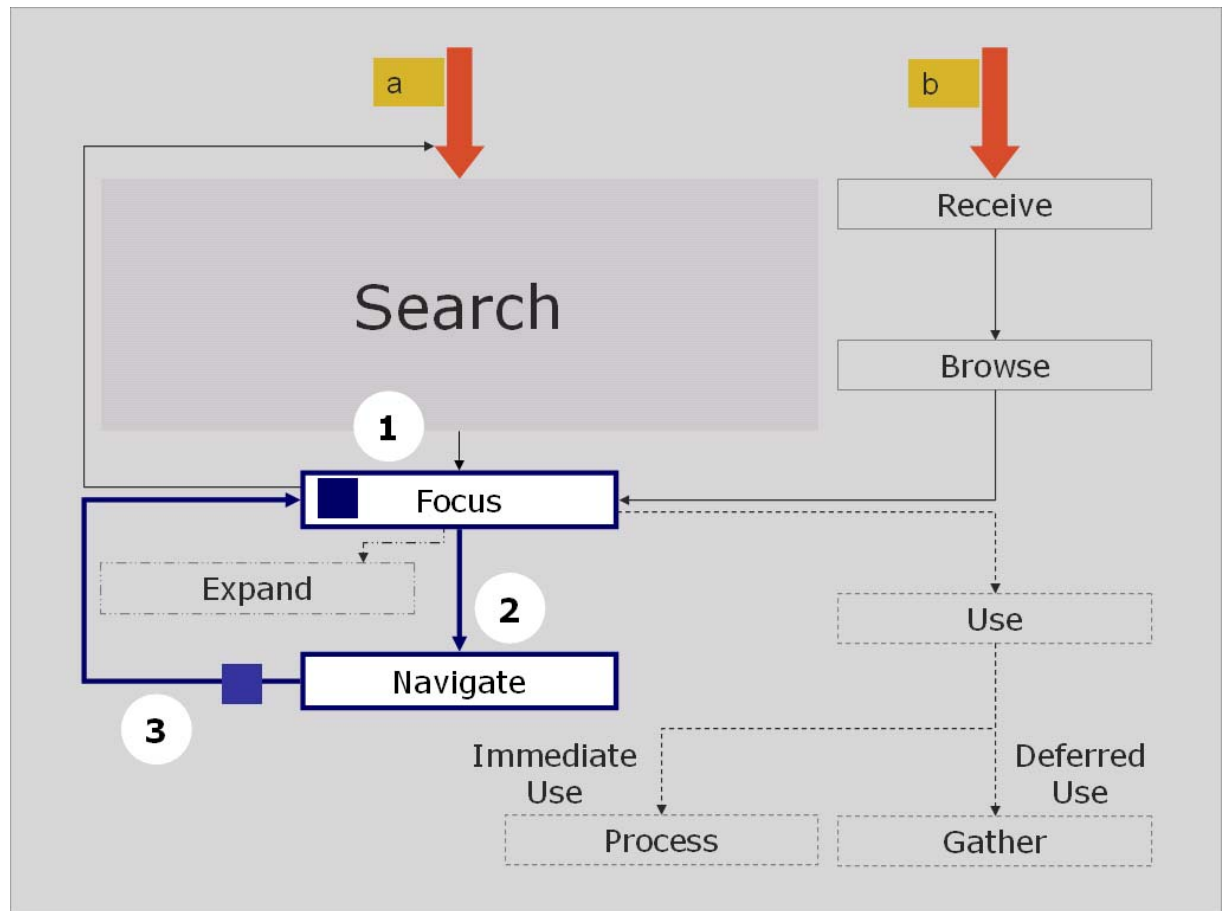 a
b
Receive
Search
Browse
1
Focus
Expand
2
Use
Navigate
3
Immediate
Use
Deferred
Use
Process
Gather